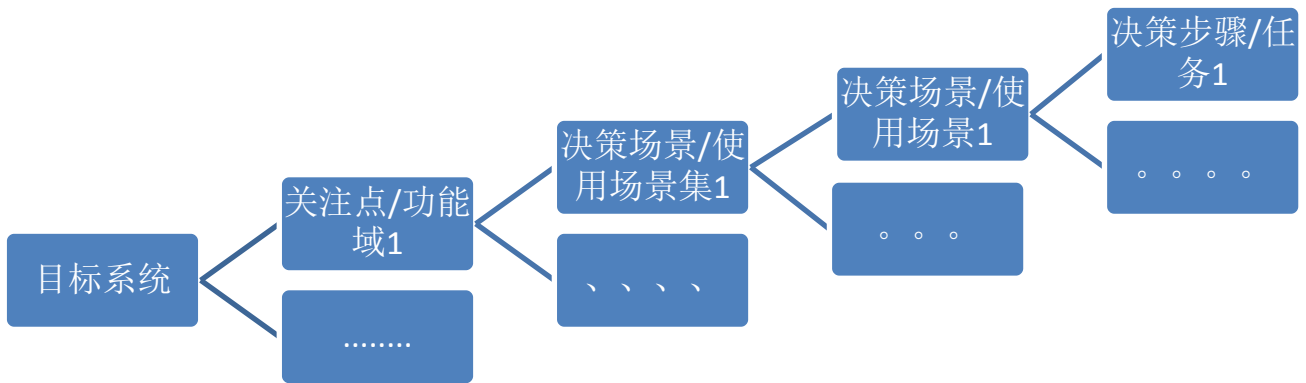 目标系统
关注点/功能
域1
........
决策场景/使
用场景集1
、、、、
决策场景/使
用场景1
。。。
决策步骤/任
务1
。。。。